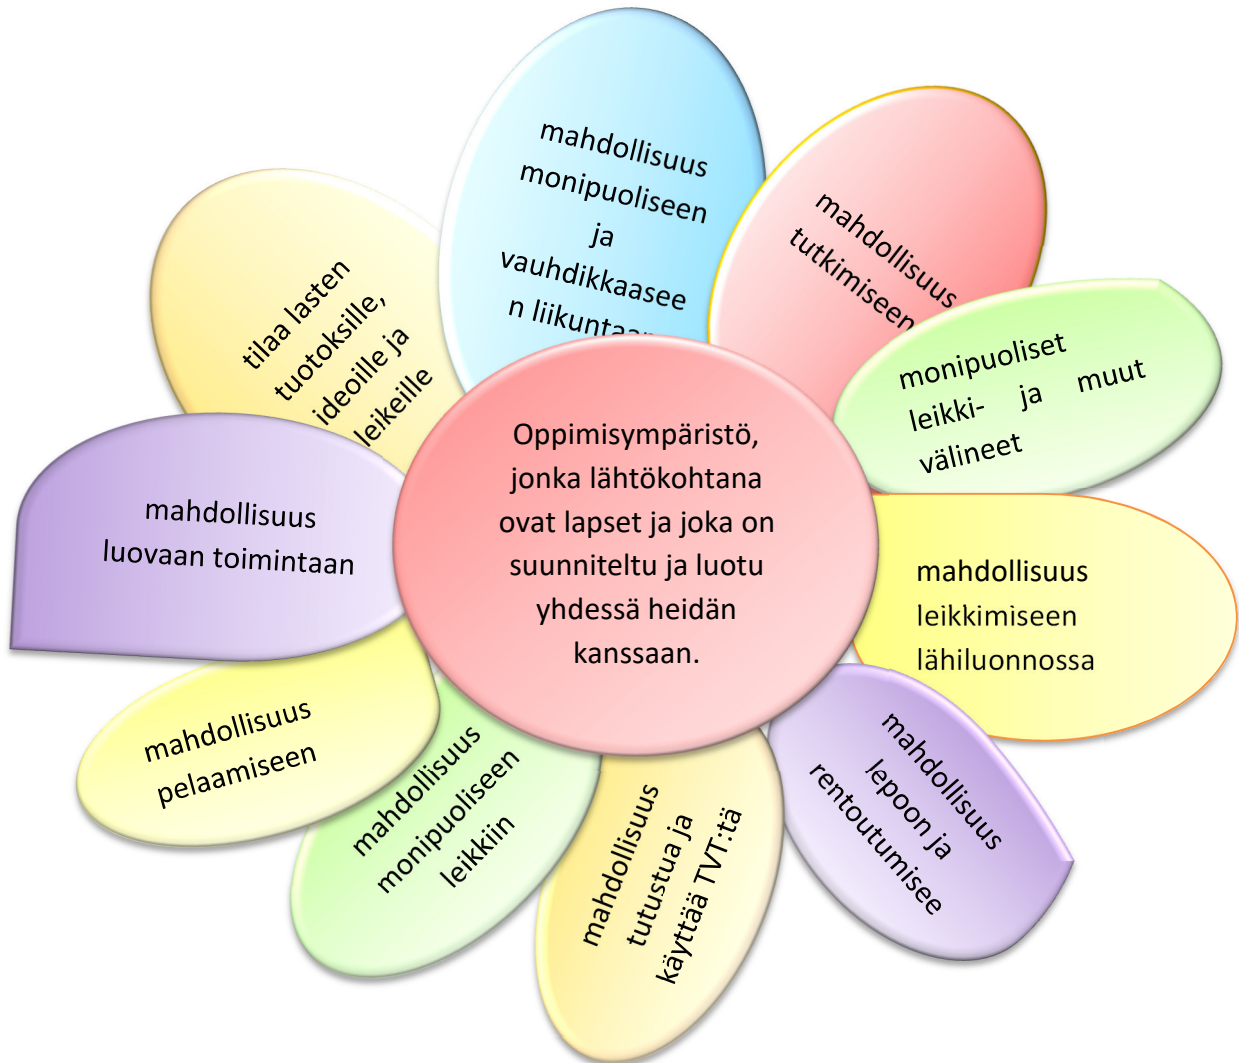 mahdollisuus
monipuoliseen
ja
vauhdikkaasee
n liikuntaan
mahdollisuus
tutkimiseen
monipuoliset
leikki- ja muut
välineet
mahdollisuus
leikkimiseen
lähiluonnossa
mahdollisuus
lepoon ja
rentoutumisee
mahdollisuus
tutustua ja
käyttää TVT:tä
mahdollisuus
monipuoliseen
leikkiin
mahdollisuus
pelaamiseen
mahdollisuus
luovaan toimintaan
tilaa lasten
tuotoksille,
ideoille ja
leikeille
Oppimisympäristö,
jonka lähtökohtana
ovat lapset ja joka on
suunniteltu ja luotu
yhdessä heidän
kanssaan.